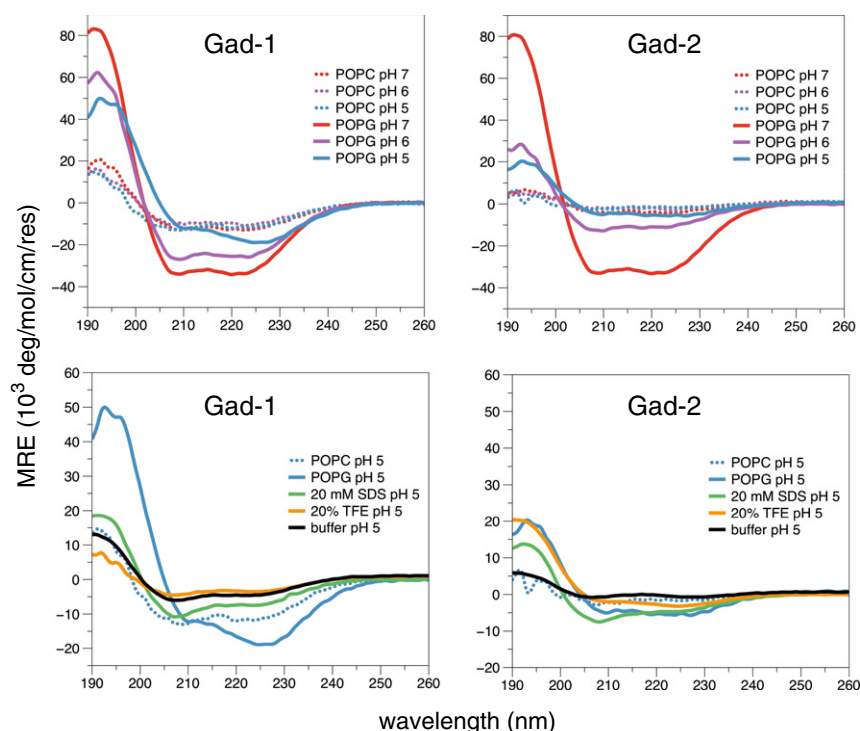 Gad-1
80
60
40
20
0
−20
−40
190 200 210 220 230 240 250 260
POPC pH 7
POPC pH 6
POPC pH 5
POPG pH 7
POPG pH 6
POPG pH 5
Gad-2
80
60
40
20
0
−20
−40
190 200 210 220 230 240 250 260
POPC pH 7
POPC pH 6
POPC pH 5
POPG pH 7
POPG pH 6
POPG pH 5
MRE (10³ deg/mol/cm/res)
Gad-1
60
50
40
30
20
10
0
−10
−20
190 200 210 220 230 240 250 260
POPC pH 5
POPG pH 5
20 mM SDS pH 5
20% TFE pH 5
buffer pH 5
Gad-2
60
50
40
30
20
10
0
−10
−20
190 200 210 220 230 240 250 260
POPC pH 5
POPG pH 5
20 mM SDS pH 5
20% TFE pH 5
buffer pH 5
wavelength (nm)